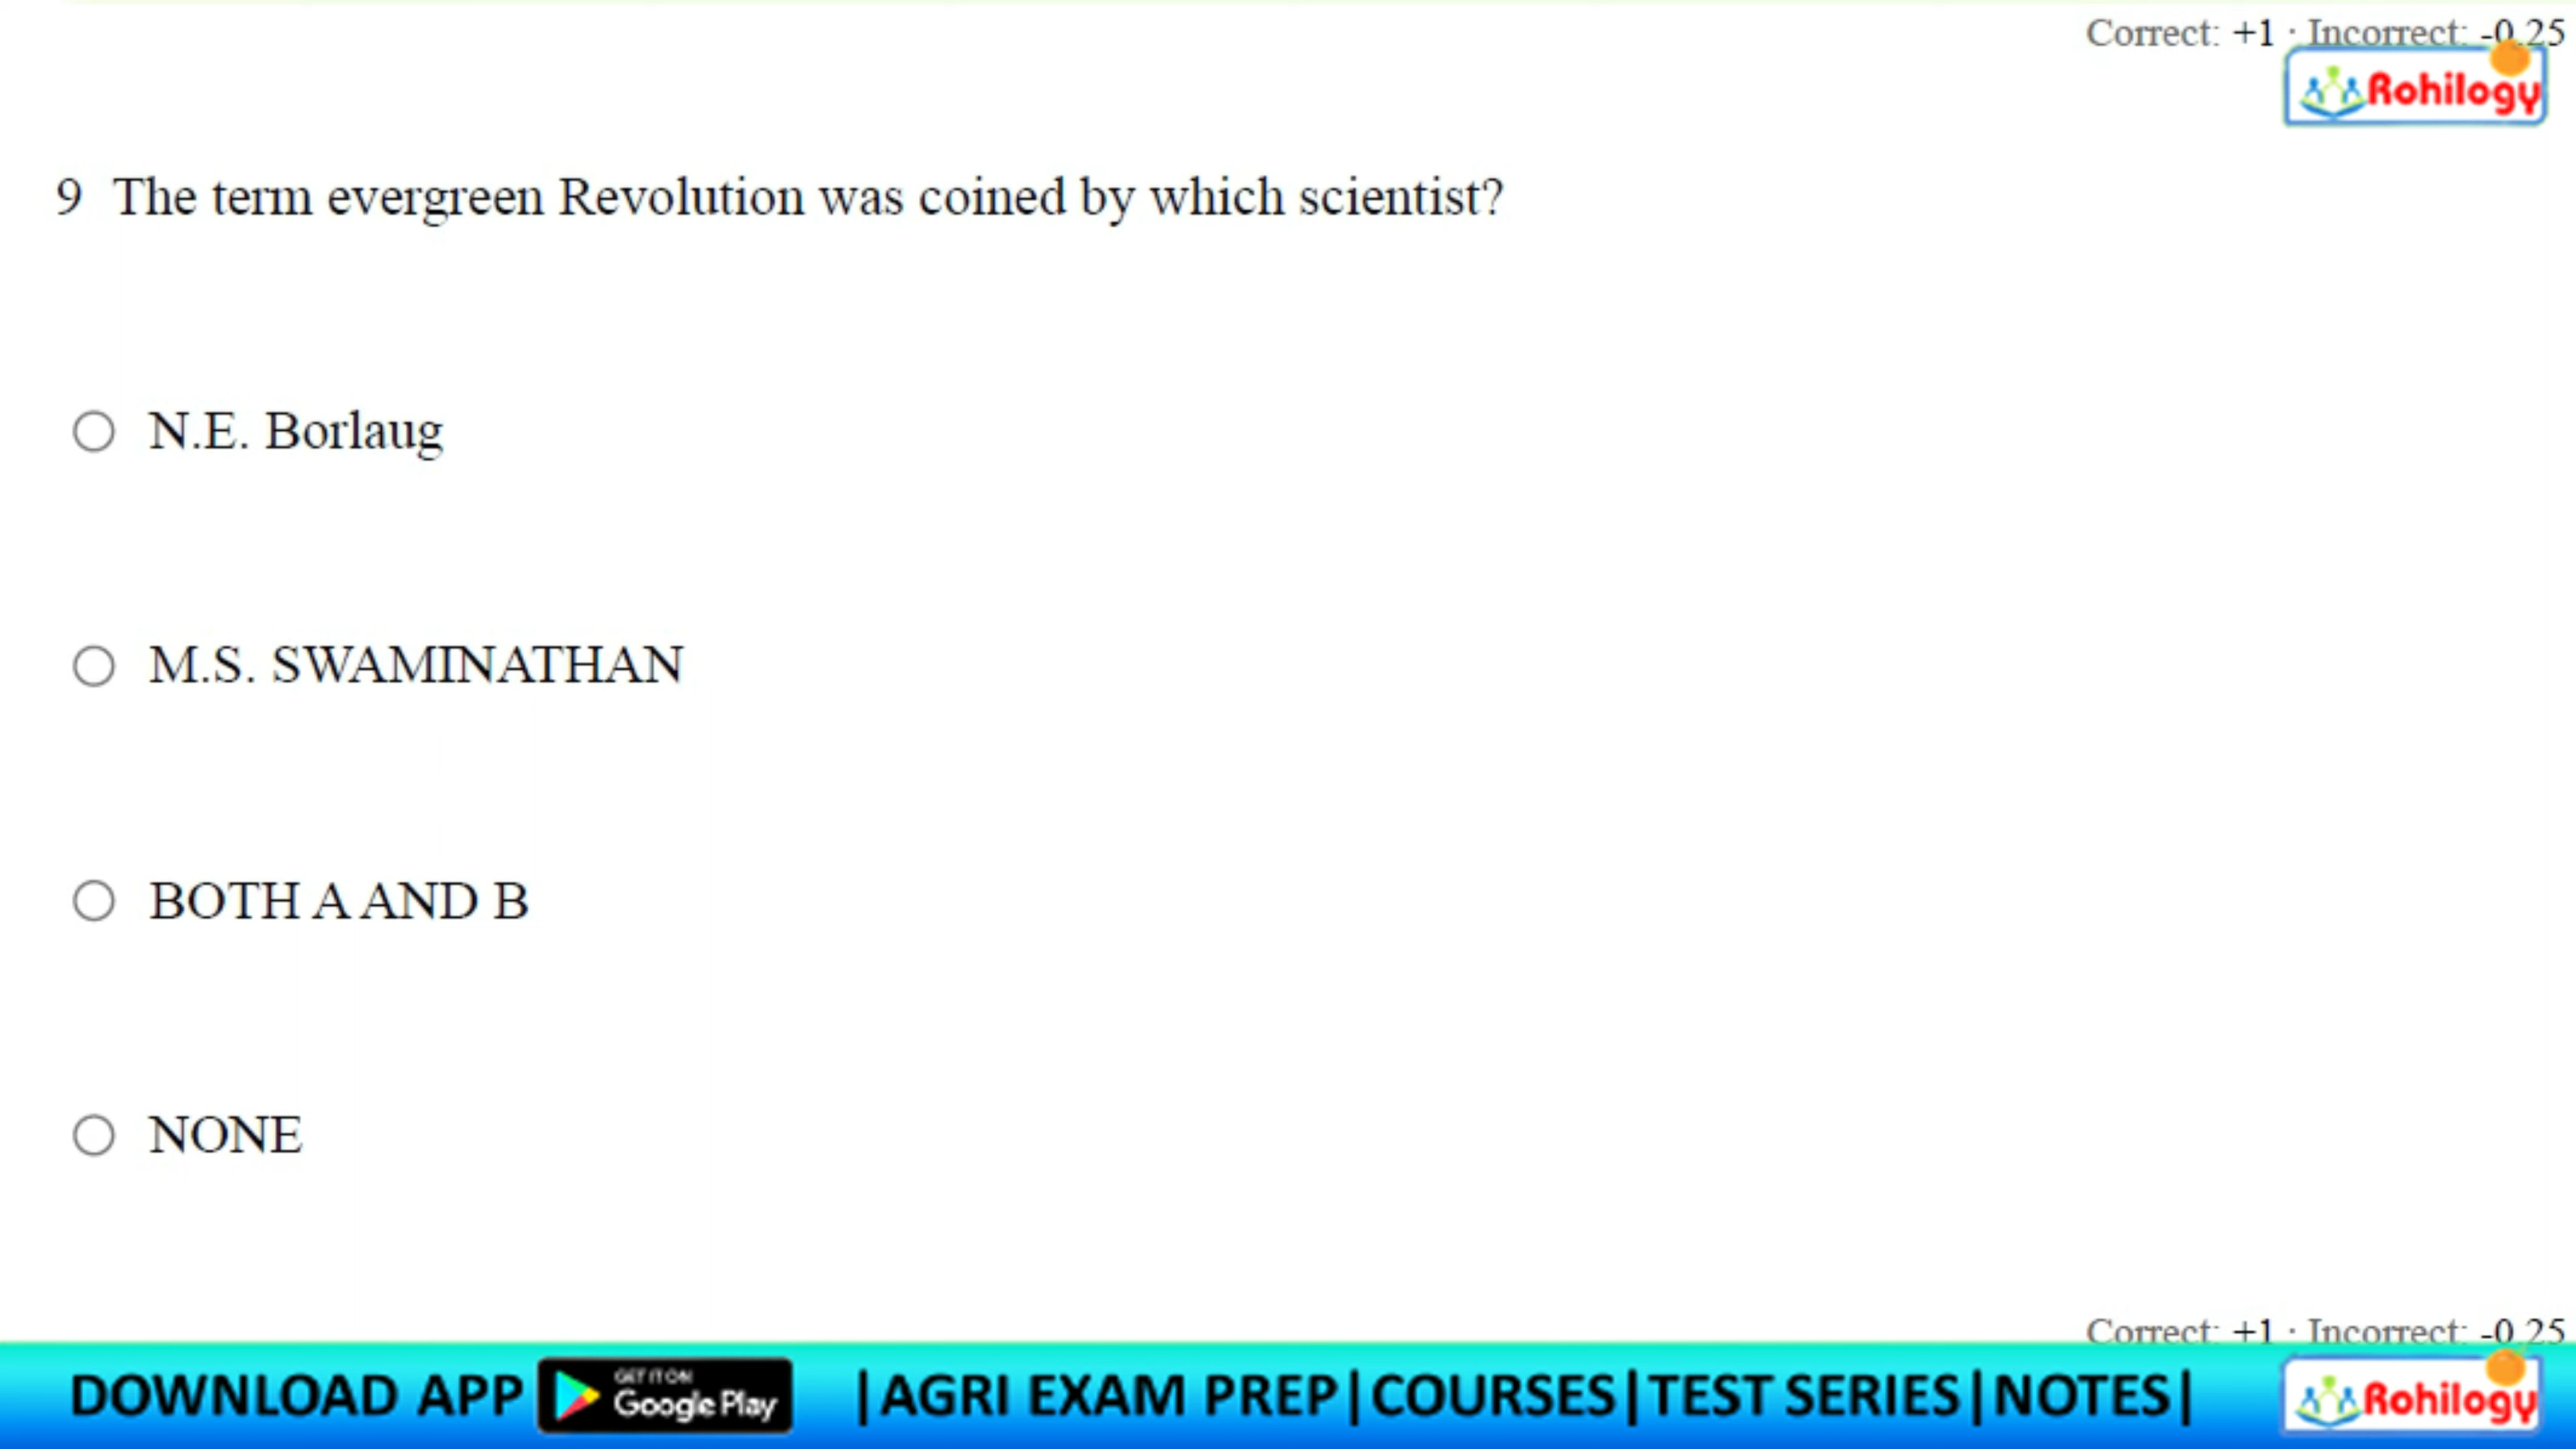 Correct: +1 · Incorrect: -0.25
Rohilogy
9 The term evergreen Revolution was coined by which scientist?
N.E. Borlaug
M.S. SWAMINATHAN
BOTH A AND B
NONE
Correct: +1 · Incorrect: -0.25
DOWNLOAD APP GET IT ON Google Play |AGRI EXAM PREP|COURSES|TEST SERIES|NOTES| Rohilogy